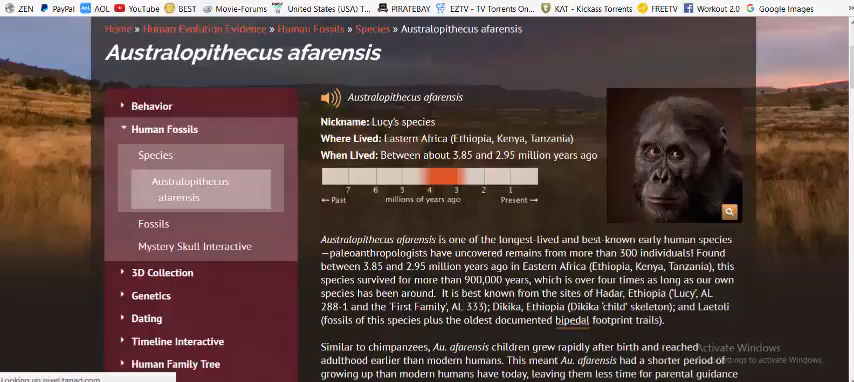 ZEN PayPal AOL YouTube BEST Movie-Forums United States (USA) T... PIRATEBAY EZTV - TV Torrents On... KAT - Kickass Torrents FREETV Workout 2.0 Google Images
Home » Human Evolution Evidence » Human Fossils » Species » Australopithecus afarensis
Australopithecus afarensis
Behavior
Human Fossils
Species
Australopithecus
afarensis
Fossils
Mystery Skull Interactive
3D Collection
Genetics
Dating
Timeline Interactive
Human Family Tree
Australopithecus afarensis
Nickname: Lucy's species
Where Lived: Eastern Africa (Ethiopia, Kenya, Tanzania)
When Lived: Between about 3.85 and 2.95 million years ago
7 6 5 4 3 2 1
←Past millions of years ago Present→
Australopithecus afarensis is one of the longest-lived and best-known early human species
—paleoanthropologists have uncovered remains from more than 300 individuals! Found
between 3.85 and 2.95 million years ago in Eastern Africa (Ethiopia, Kenya, Tanzania), this
species survived for more than 900,000 years, which is over four times as long as our own
species has been around. It is best known from the sites of Hadar, Ethiopia ('Lucy', AL
288-1 and the 'First Family', AL 333); Dikika, Ethiopia (Dikika 'child' skeleton); and Laetoli
(fossils of this species plus the oldest documented bipedal footprint trails).
Similar to chimpanzees, Au. afarensis children grew rapidly after birth and reached
adulthood earlier than modern humans. This meant Au. afarensis had a shorter period of
growing up than modern humans have today, leaving them less time for parental guidance
Activate Windows
settings to activate Windows.
Looking up pixel.tapad.com